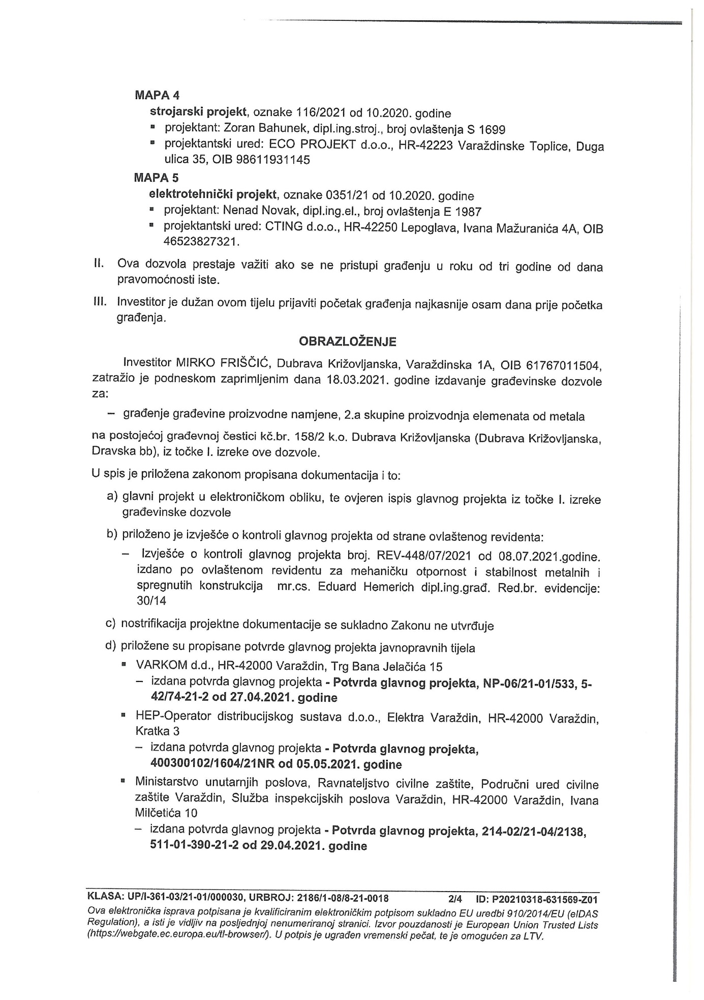 MAPA 4
strojarski projekt, oznake 116/2021 od 10.2020. godine
▪ projektant: Zoran Bahunek, dipl.ing.stroj., broj ovlaštenja S 1699
▪ projektantski ured: ECO PROJEKT d.o.o., HR-42223 Varaždinske Toplice, Duga
ulica 35, OIB 98611931145
MAPA 5
elektrotehnički projekt, oznake 0351/21 od 10.2020. godine
▪ projektant: Nenad Novak, dipl.ing.el., broj ovlaštenja E 1987
▪ projektantski ured: CTING d.o.o., HR-42250 Lepoglava, Ivana Mažuranića 4A, OIB
46523827321.
II. Ova dozvola prestaje važiti ako se ne pristupi građenju u roku od tri godine od dana
pravomoćnosti iste.
III. Investitor je dužan ovom tijelu prijaviti početak građenja najkasnije osam dana prije početka
građenja.
OBRAZLOŽENJE
Investitor MIRKO FRIŠČIĆ, Dubrava Križovljanska, Varaždinska 1A, OIB 61767011504,
zatražio je podneskom zaprimljenim dana 18.03.2021. godine izdavanje građevinske dozvole
za:
– građenje građevine proizvodne namjene, 2.a skupine proizvodnja elemenata od metala
na postojećoj građevnoj čestici kč.br. 158/2 k.o. Dubrava Križovljanska (Dubrava Križovljanska,
Dravska bb), iz točke I. izreke ove dozvole.
U spis je priložena zakonom propisana dokumentacija i to:
a) glavni projekt u elektroničkom obliku, te ovjeren ispis glavnog projekta iz točke I. izreke
građevinske dozvole
b) priloženo je izvješće o kontroli glavnog projekta od strane ovlaštenog revidenta:
– Izvješće o kontroli glavnog projekta broj. REV-448/07/2021 od 08.07.2021.godine.
izdano po ovlaštenom revidentu za mehaničku otpornost i stabilnost metalnih i
spregnutih konstrukcija mr.cs. Eduard Hemerich dipl.ing.građ. Red.br. evidencije:
30/14
c) nostrifikacija projektne dokumentacije se sukladno Zakonu ne utvrđuje
d) priložene su propisane potvrde glavnog projekta javnopravnih tijela
▪ VARKOM d.d., HR-42000 Varaždin, Trg Bana Jelačića 15
– izdana potvrda glavnog projekta - Potvrda glavnog projekta, NP-06/21-01/533, 5-
42/74-21-2 od 27.04.2021. godine
▪ HEP-Operator distribucijskog sustava d.o.o., Elektra Varaždin, HR-42000 Varaždin,
Kratka 3
– izdana potvrda glavnog projekta - Potvrda glavnog projekta,
400300102/1604/21NR od 05.05.2021. godine
▪ Ministarstvo unutarnjih poslova, Ravnateljstvo civilne zaštite, Područni ured civilne
zaštite Varaždin, Služba inspekcijskih poslova Varaždin, HR-42000 Varaždin, Ivana
Milčetića 10
– izdana potvrda glavnog projekta - Potvrda glavnog projekta, 214-02/21-04/2138,
511-01-390-21-2 od 29.04.2021. godine
KLASA: UP/I-361-03/21-01/000030, URBROJ: 2186/1-08/8-21-0018 2/4 ID: P20210318-631569-Z01
Ova elektronička isprava potpisana je kvalificiranim elektroničkim potpisom sukladno EU uredbi 910/2014/EU (eIDAS
Regulation), a isti je vidljiv na posljednjoj nenumeriranoj stranici. Izvor pouzdanosti je European Union Trusted Lists
(https://webgate.ec.europa.eu/tl-browser/). U potpis je ugrađen vremenski pečat, te je omogućen za LTV.